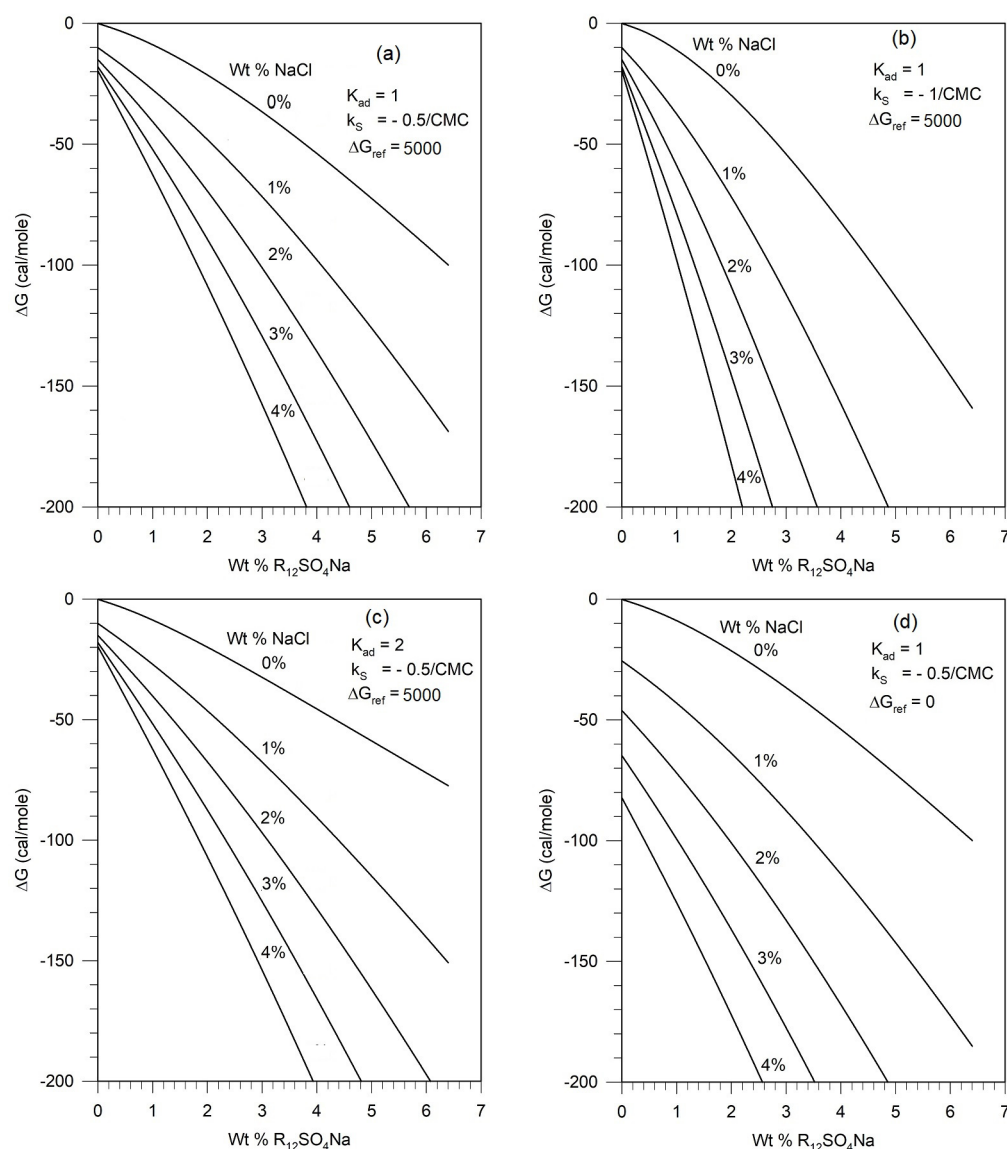 (a)
Wt % NaCl
0%
K_ad = 1
k_S = - 0.5/CMC
ΔG_ref = 5000
1%
2%
3%
4%
0
-50
-100
-150
-200
ΔG (cal/mole)
0 1 2 3 4 5 6 7
Wt % R₁₂SO₄Na
(b)
Wt % NaCl
0%
K_ad = 1
k_S = - 1/CMC
ΔG_ref = 5000
1%
2%
3%
4%
0
-50
-100
-150
-200
ΔG (cal/mole)
0 1 2 3 4 5 6 7
Wt % R₁₂SO₄Na
(c)
Wt % NaCl
0%
K_ad = 2
k_S = - 0.5/CMC
ΔG_ref = 5000
1%
2%
3%
4%
0
-50
-100
-150
-200
ΔG (cal/mole)
0 1 2 3 4 5 6 7
Wt % R₁₂SO₄Na
(d)
Wt % NaCl
0%
K_ad = 1
k_S = - 0.5/CMC
ΔG_ref = 0
1%
2%
3%
4%
0
-50
-100
-150
-200
ΔG (cal/mole)
0 1 2 3 4 5 6 7
Wt % R₁₂SO₄Na